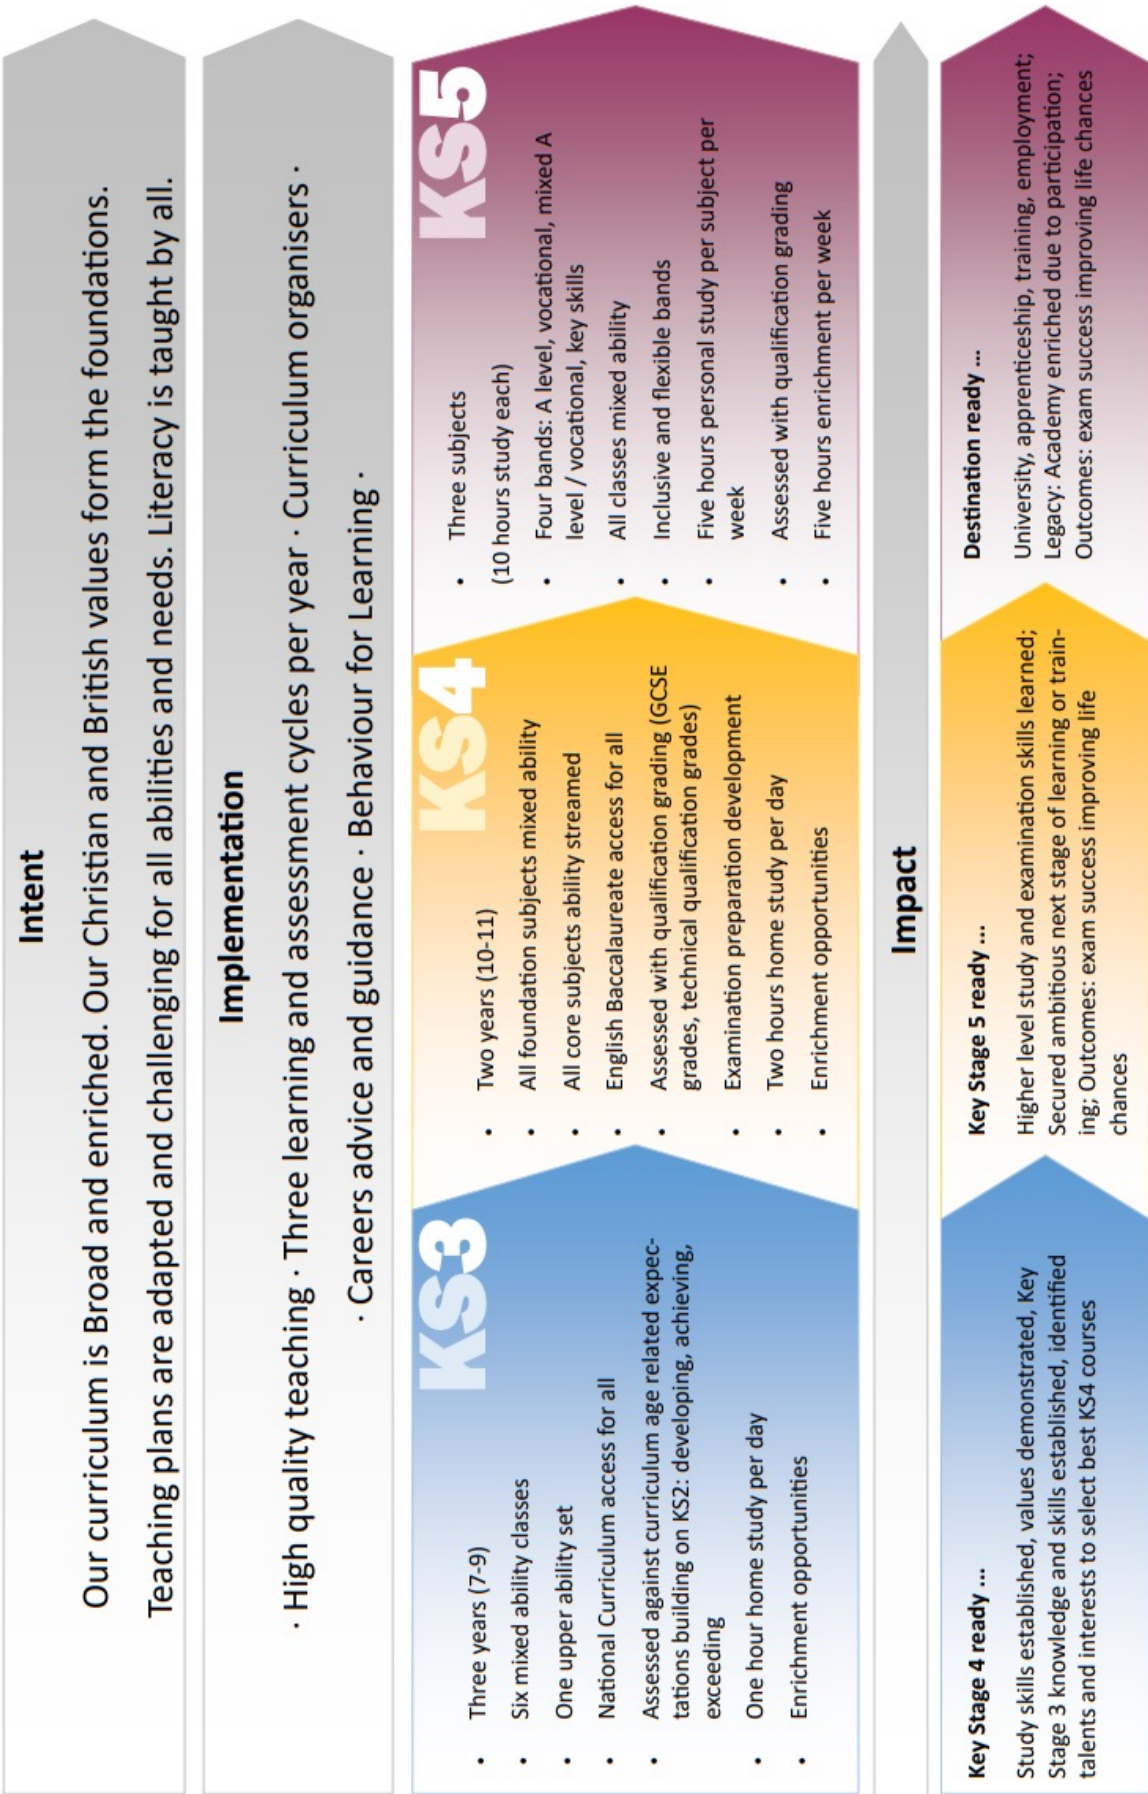 Intent
Our curriculum is Broad and enriched. Our Christian and British values form the foundations.
Teaching plans are adapted and challenging for all abilities and needs. Literacy is taught by all.
Implementation
· High quality teaching · Three learning and assessment cycles per year · Curriculum organisers ·
· Careers advice and guidance · Behaviour for Learning ·
KS3
• Three years (7-9)
• Six mixed ability classes
• One upper ability set
• National Curriculum access for all
• Assessed against curriculum age related expec-
tations building on KS2: developing, achieving,
exceeding
• One hour home study per day
• Enrichment opportunities
KS4
• Two years (10-11)
• All foundation subjects mixed ability
• All core subjects ability streamed
• English Baccalaureate access for all
• Assessed with qualification grading (GCSE
grades, technical qualification grades)
• Examination preparation development
• Two hours home study per day
• Enrichment opportunities
KS5
• Three subjects
(10 hours study each)
• Four bands: A level, vocational, mixed A
level / vocational, key skills
• All classes mixed ability
• Inclusive and flexible bands
• Five hours personal study per subject per
week
• Assessed with qualification grading
• Five hours enrichment per week
Impact
Key Stage 4 ready ...
Study skills established, values demonstrated, Key
Stage 3 knowledge and skills established, identified
talents and interests to select best KS4 courses
Key Stage 5 ready ...
Higher level study and examination skills learned;
Secured ambitious next stage of learning or train-
ing; Outcomes: exam success improving life
chances
Destination ready ...
University, apprenticeship, training, employment;
Legacy: Academy enriched due to participation;
Outcomes: exam success improving life chances